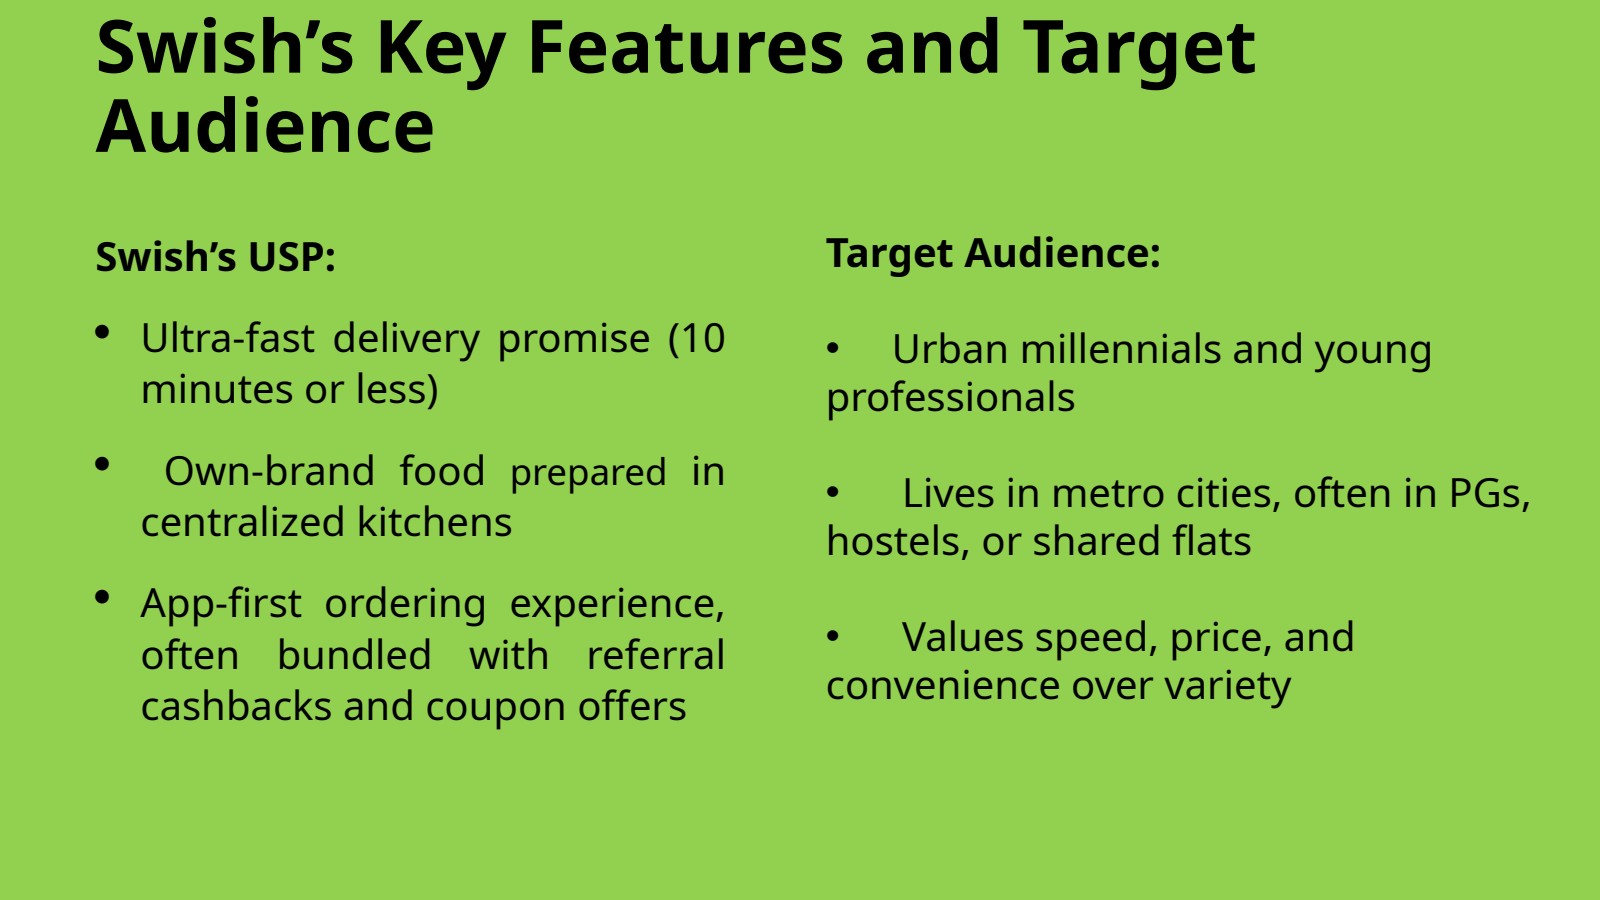 Swish’s Key Features and Target
Audience
Swish’s USP:
• Ultra-fast delivery promise (10
minutes or less)
• Own-brand food prepared in
centralized kitchens
• App-first ordering experience,
often bundled with referral
cashbacks and coupon offers
Target Audience:
• Urban millennials and young
professionals
• Lives in metro cities, often in PGs,
hostels, or shared flats
• Values speed, price, and
convenience over variety